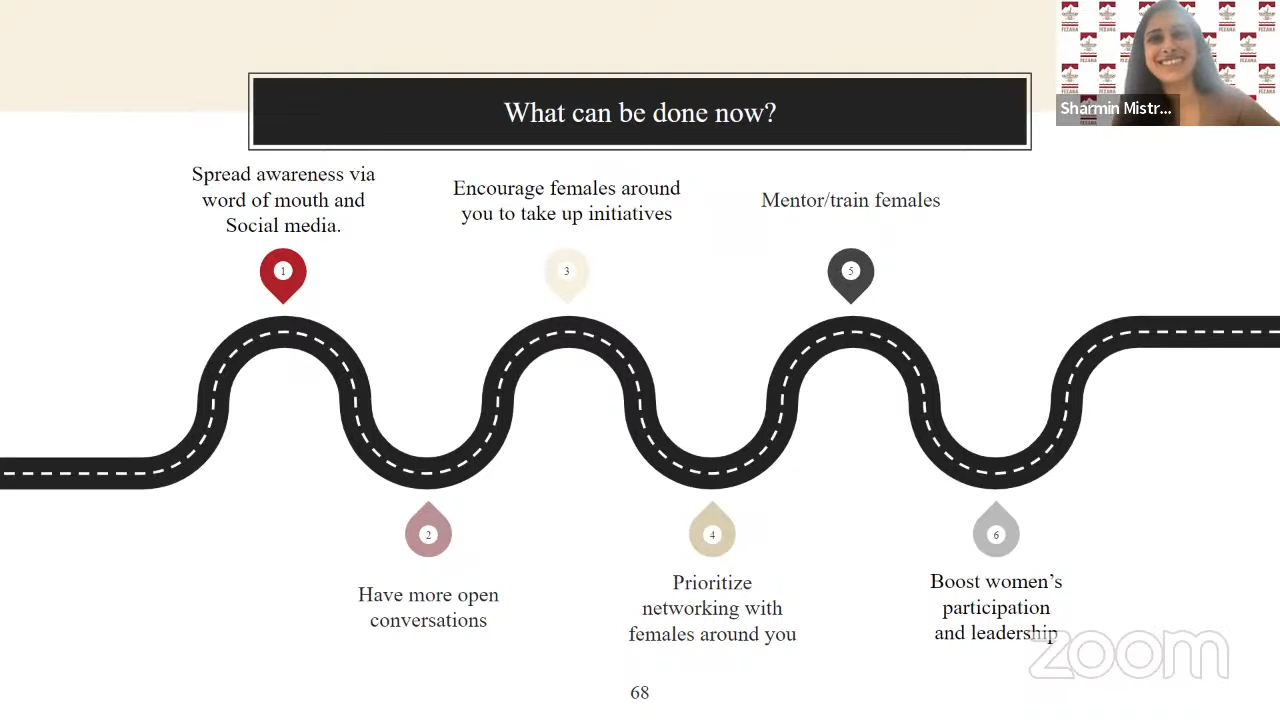 What can be done now?
Sharmin Mistr...
Spread awareness via
word of mouth and
Social media.
Encourage females around
you to take up initiatives
Mentor/train females
1
3
5
2
4
6
Have more open
conversations
Prioritize
networking with
females around you
Boost women’s
participation
and leadership
zoom
68
FEZANA